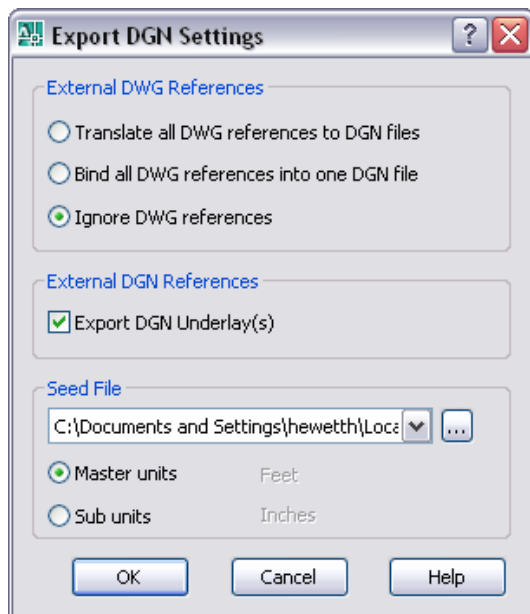 Export DGN Settings
External DWG References
Translate all DWG references to DGN files
Bind all DWG references into one DGN file
Ignore DWG references
External DGN References
Export DGN Underlay(s)
Seed File
C:\Documents and Settings\hewetth\Loca
...
Master units Feet
Sub units Inches
OK Cancel Help